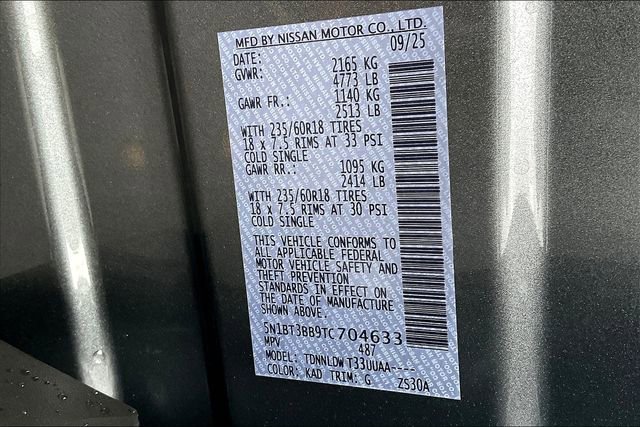 MFD BY NISSAN MOTOR CO., LTD.
DATE: 09/25
GVWR: 2165 KG
4773 LB
GAWR FR.: 1140 KG
2513 LB
WITH 235/60R18 TIRES
18 x 7.5 RIMS AT 33 PSI
COLD SINGLE
GAWR RR.: 1095 KG
2414 LB
WITH 235/60R18 TIRES
18 x 7.5 RIMS AT 30 PSI
COLD SINGLE
THIS VEHICLE CONFORMS TO
ALL APPLICABLE FEDERAL
MOTOR VEHICLE SAFETY AND
THEFT PREVENTION
STANDARDS IN EFFECT ON
THE DATE OF MANUFACTURE
SHOWN ABOVE.
5N1BT3BB9TC704633
MPV 487
MODEL: TDNNLDW T33UUAA----
COLOR: KAD TRIM: G ZS30A